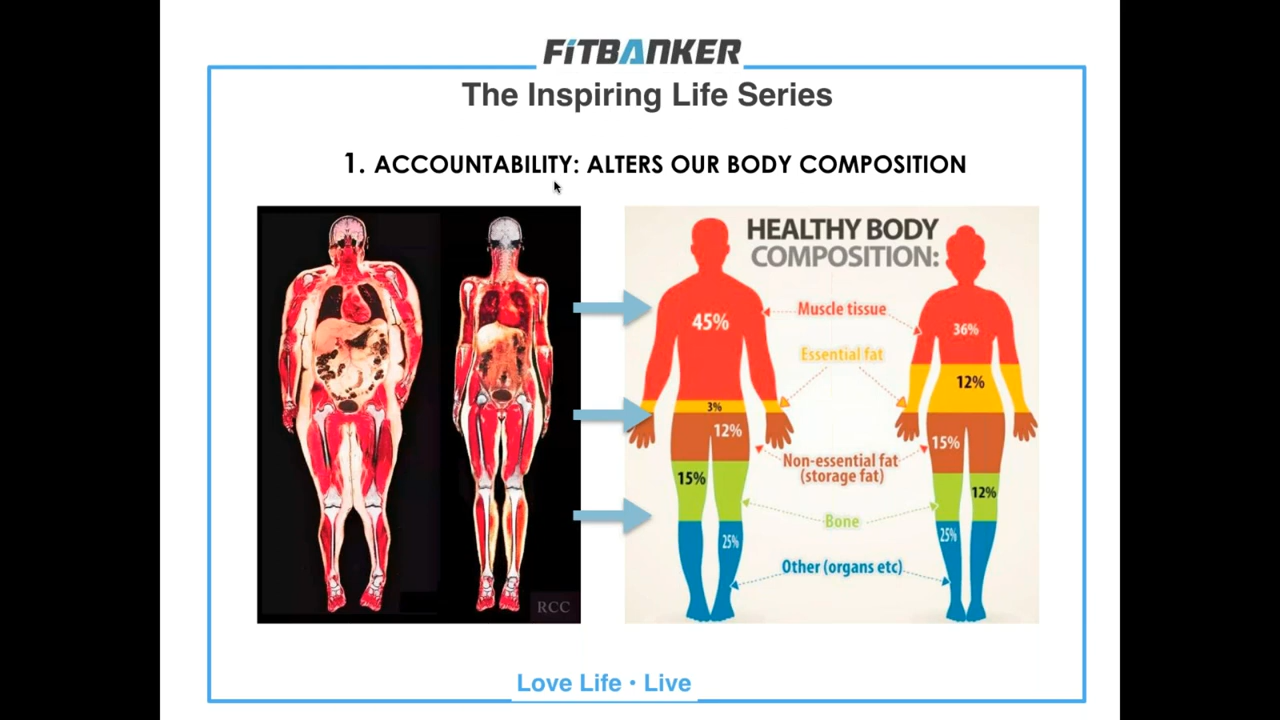 FiTBANKER
The Inspiring Life Series
1. ACCOUNTABILITY: ALTERS OUR BODY COMPOSITION
RCC
HEALTHY BODY
COMPOSITION:
Muscle tissue
45%
36%
Essential fat
3%
12%
12%
15%
Non-essential fat
(storage fat)
15%
12%
Bone
25%
25%
Other (organs etc)
Love Life • Live